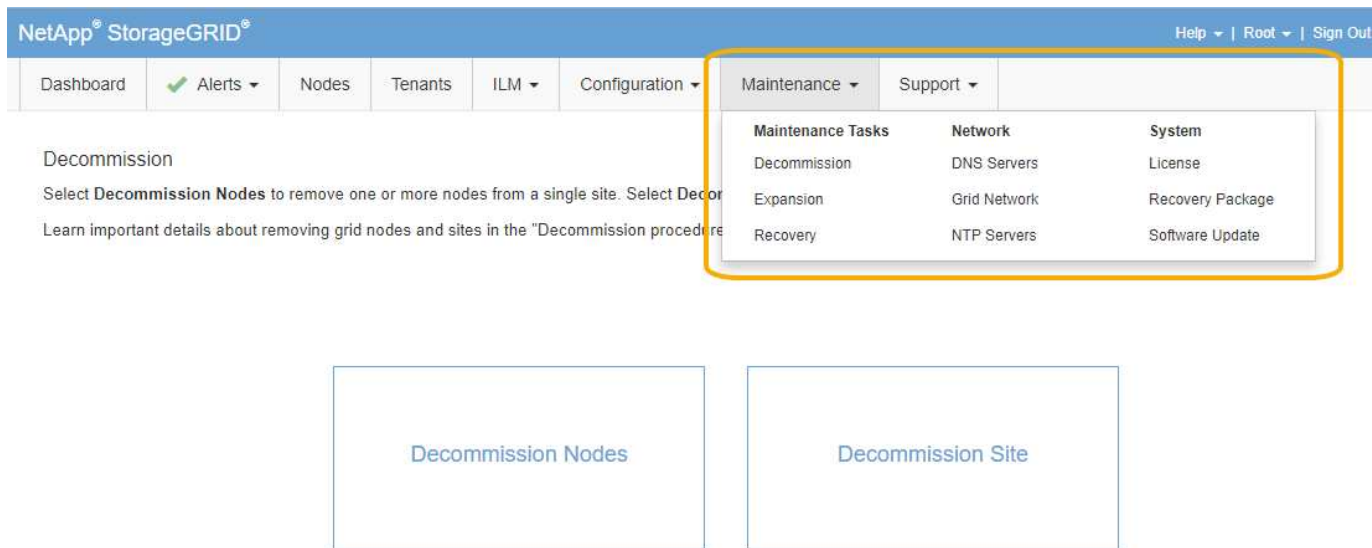 NetApp® StorageGRID®
Help | Root | Sign Out
Dashboard Alerts Nodes Tenants ILM Configuration Maintenance Support
Maintenance Tasks Network System
Decommission DNS Servers License
Expansion Grid Network Recovery Package
Recovery NTP Servers Software Update
Decommission
Select Decommission Nodes to remove one or more nodes from a single site. Select
Learn important details about removing grid nodes and sites in the "Decommission procedure
Decommission Nodes Decommission Site